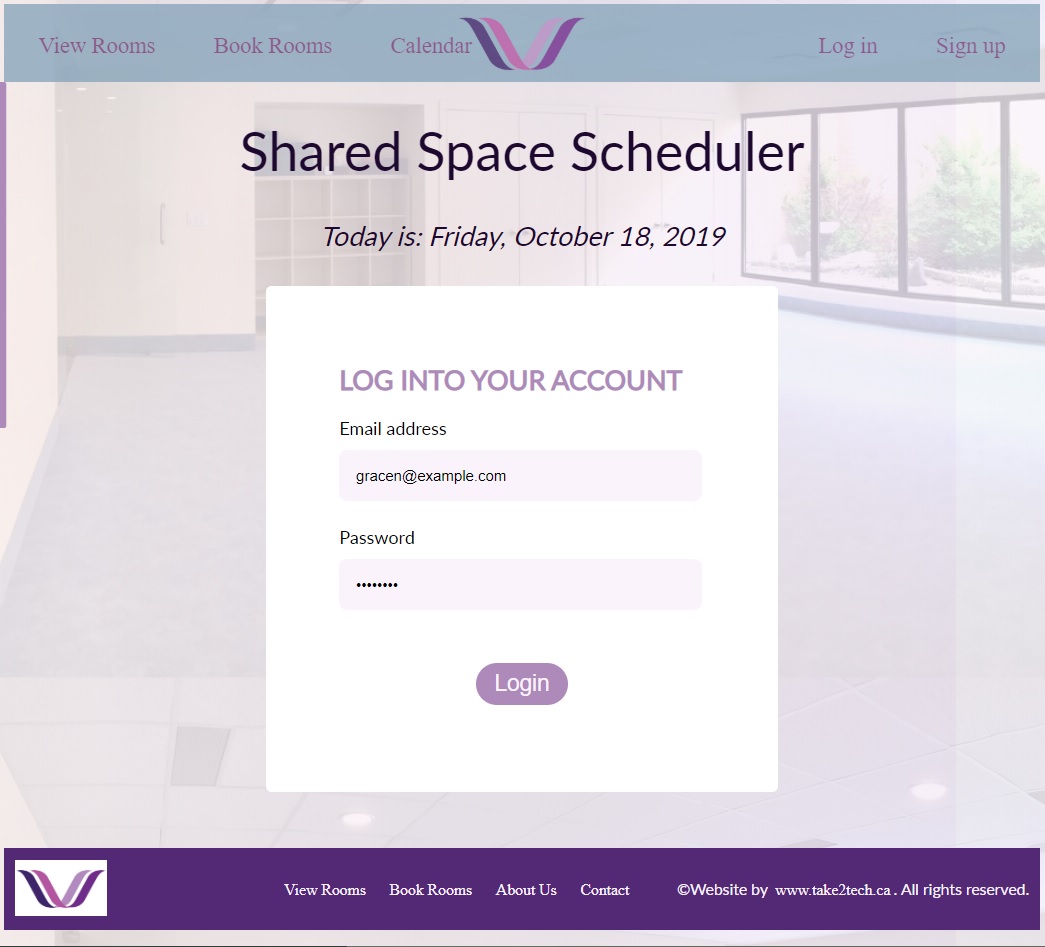 View Rooms Book Rooms Calendar Log in Sign up
Shared Space Scheduler
Today is: Friday, October 18, 2019
LOG INTO YOUR ACCOUNT
Email address
gracen@example.com
Password
••••••••
Login
View Rooms Book Rooms About Us Contact ©Website by www.take2tech.ca . All rights reserved.